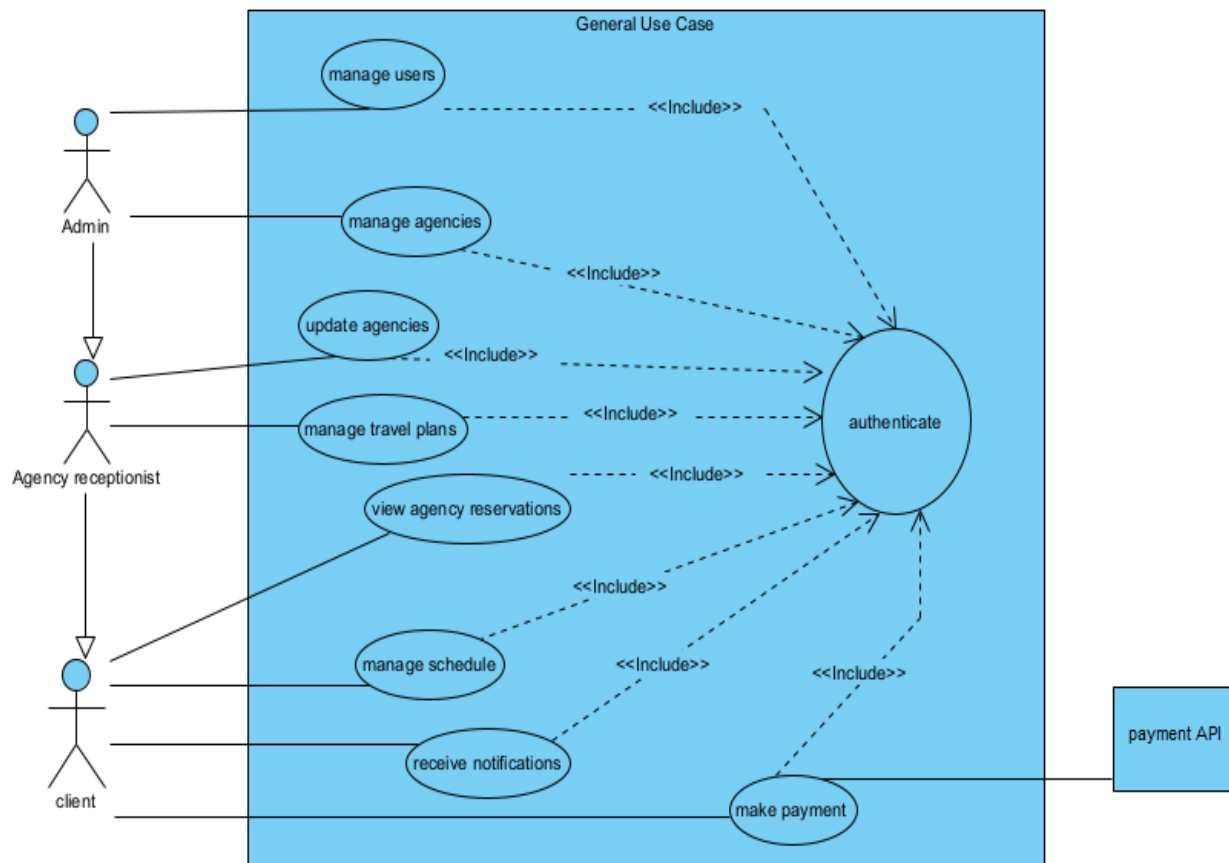 General Use Case
manage users
<<Include>>
Admin
manage agencies
<<Include>>
update agencies
<<Include>>
manage travel plans
<<Include>>
authenticate
Agency receptionist
<<Include>>
view agency reservations
<<Include>>
manage schedule
<<Include>>
<<Include>>
payment API
receive notifications
client
make payment